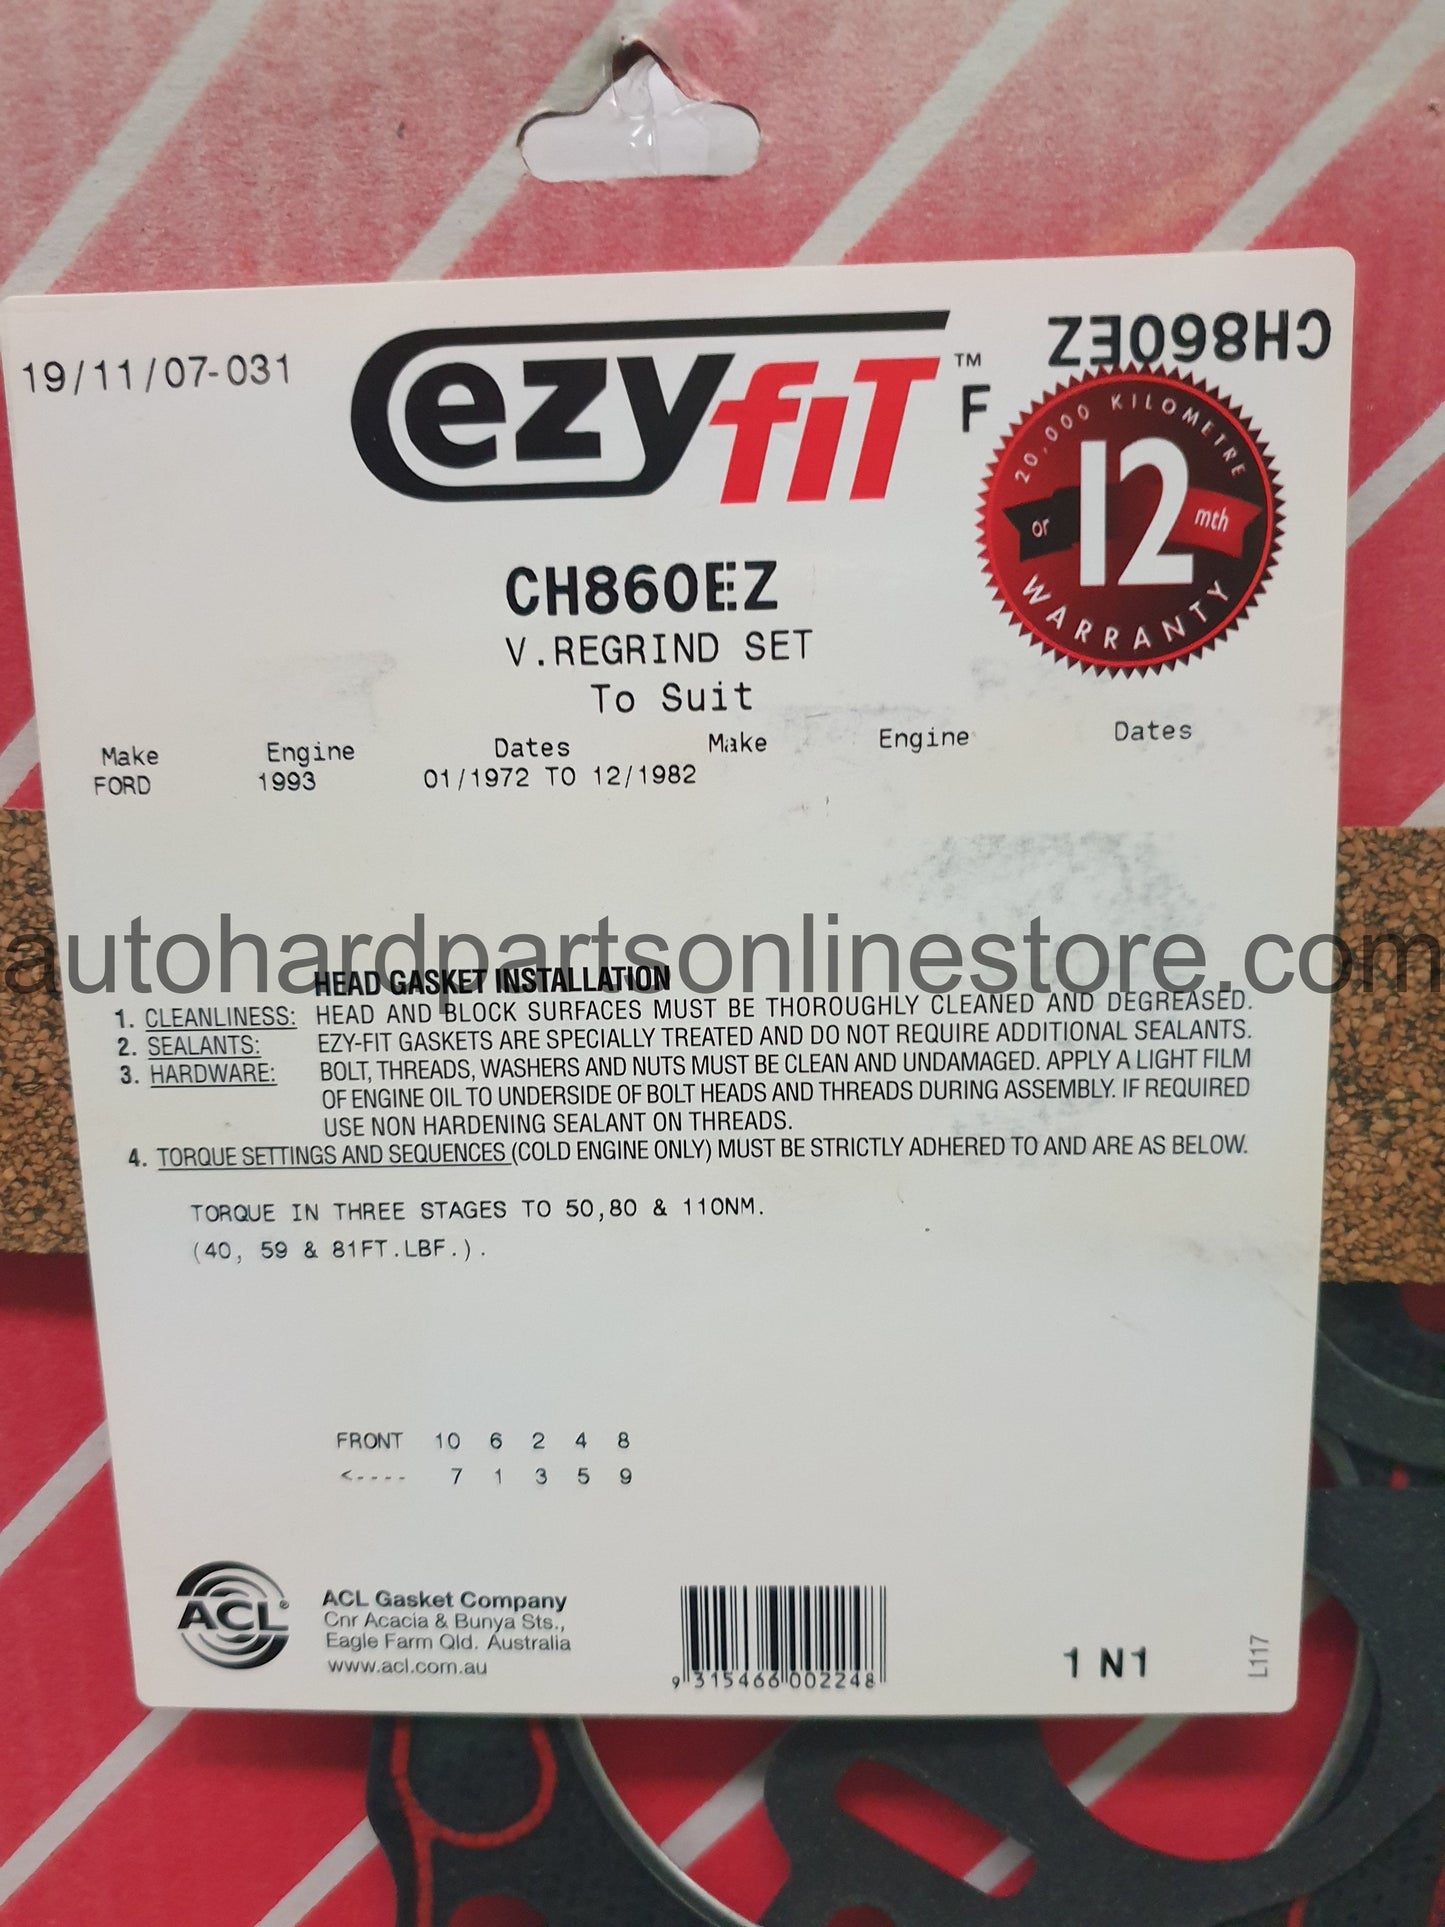 19/11/07-031
ezyfit™
F
CH860EZ
20,000 KILOMETRE
or 12 mth
WARRANTY
CH860EZ
V.REGRIND SET
To Suit
Make Engine Dates Make Engine Dates
FORD 1993 01/1972 TO 12/1982
autohardpartsonlinestore.com
HEAD GASKET INSTALLATION
1. CLEANLINESS: HEAD AND BLOCK SURFACES MUST BE THOROUGHLY CLEANED AND DEGREASED.
2. SEALANTS: EZY-FIT GASKETS ARE SPECIALLY TREATED AND DO NOT REQUIRE ADDITIONAL SEALANTS.
3. HARDWARE: BOLT, THREADS, WASHERS AND NUTS MUST BE CLEAN AND UNDAMAGED. APPLY A LIGHT FILM
OF ENGINE OIL TO UNDERSIDE OF BOLT HEADS AND THREADS DURING ASSEMBLY. IF REQUIRED
USE NON HARDENING SEALANT ON THREADS.
4. TORQUE SETTINGS AND SEQUENCES (COLD ENGINE ONLY) MUST BE STRICTLY ADHERED TO AND ARE AS BELOW.
TORQUE IN THREE STAGES TO 50,80 & 110NM.
(40, 59 & 81FT.LBF.).
FRONT 10 6 2 4 8
<---- 7 1 3 5 9
ACL®
ACL Gasket Company
Cnr Acacia & Bunya Sts.,
Eagle Farm Qld. Australia
www.acl.com.au
9 315466 002248
1 N1
L117